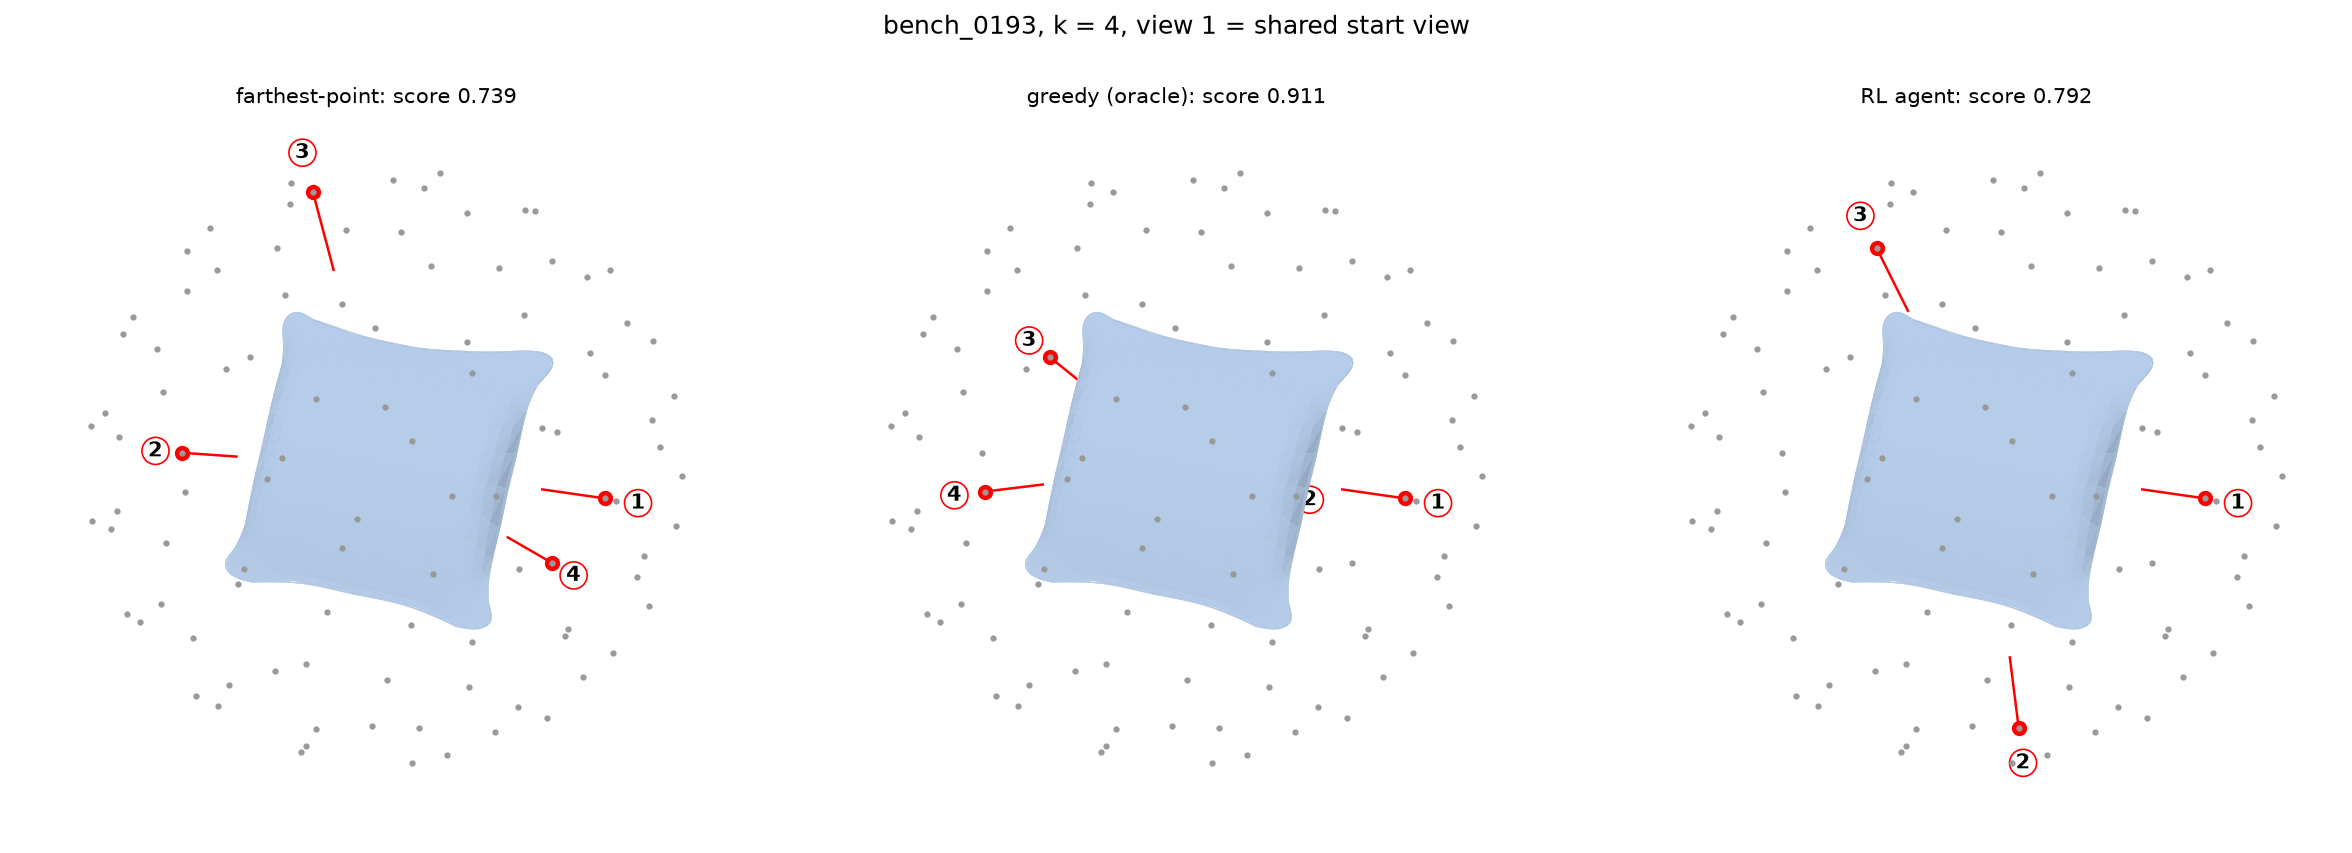 bench_0193, k = 4, view 1 = shared start view
farthest-point: score 0.739
3
2
1
4
greedy (oracle): score 0.911
3
4
2
1
RL agent: score 0.792
3
1
2